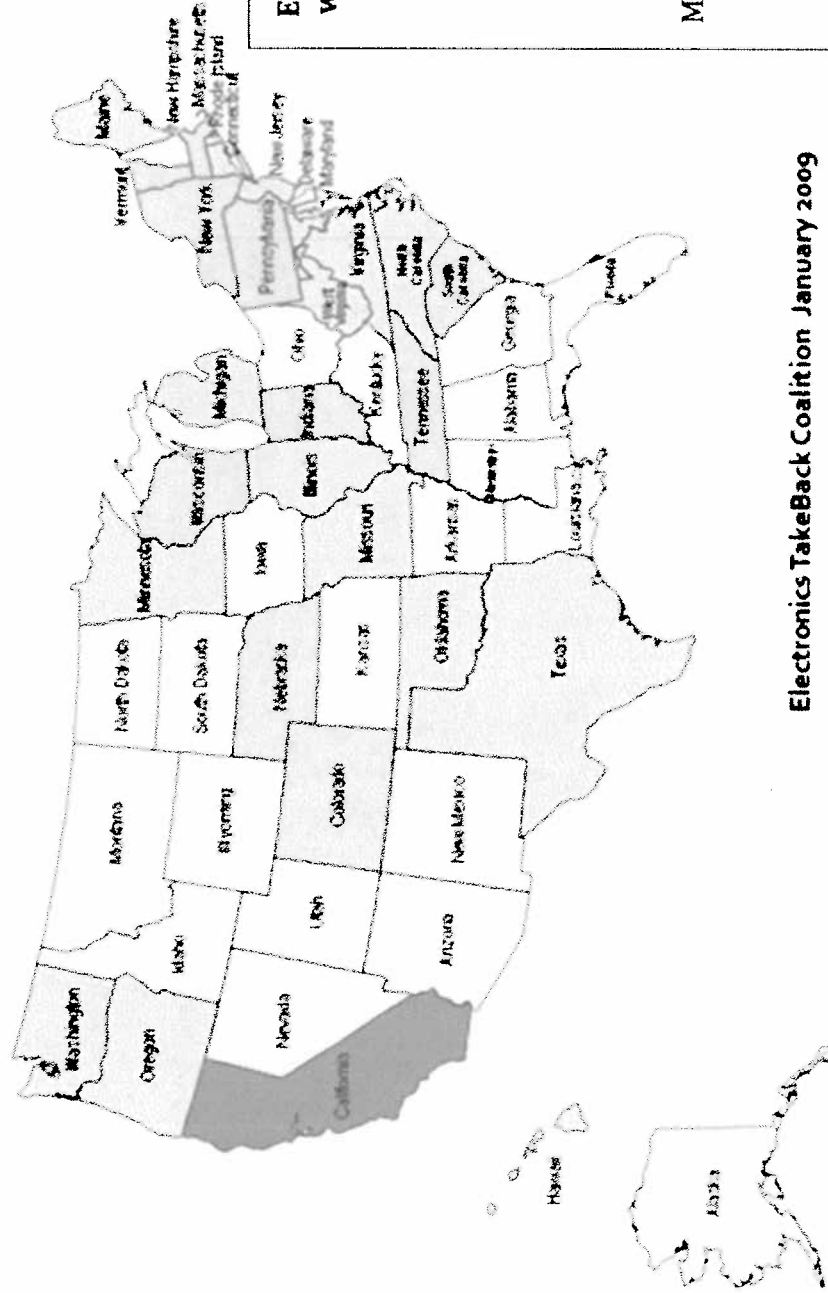 Washington
Oregon
California
Nevada
Idaho
Montana
Wyoming
Utah
Arizona
Colorado
New Mexico
North Dakota
South Dakota
Nebraska
Kansas
Oklahoma
Texas
Minnesota
Iowa
Missouri
Arkansas
Louisiana
Wisconsin
Illinois
Michigan
Indiana
Ohio
Kentucky
Tennessee
Alabama
Georgia
North
Carolina
South
Carolina
Virginia
West
Pennsylvania
New York
Vermont
Maine
New Hampshire
Massachusetts
Rhode Island
Connecticut
New Jersey
Delaware
Maryland
Hawaii
Alaska
E
M
Electronics TakeBack Coalition January 2009